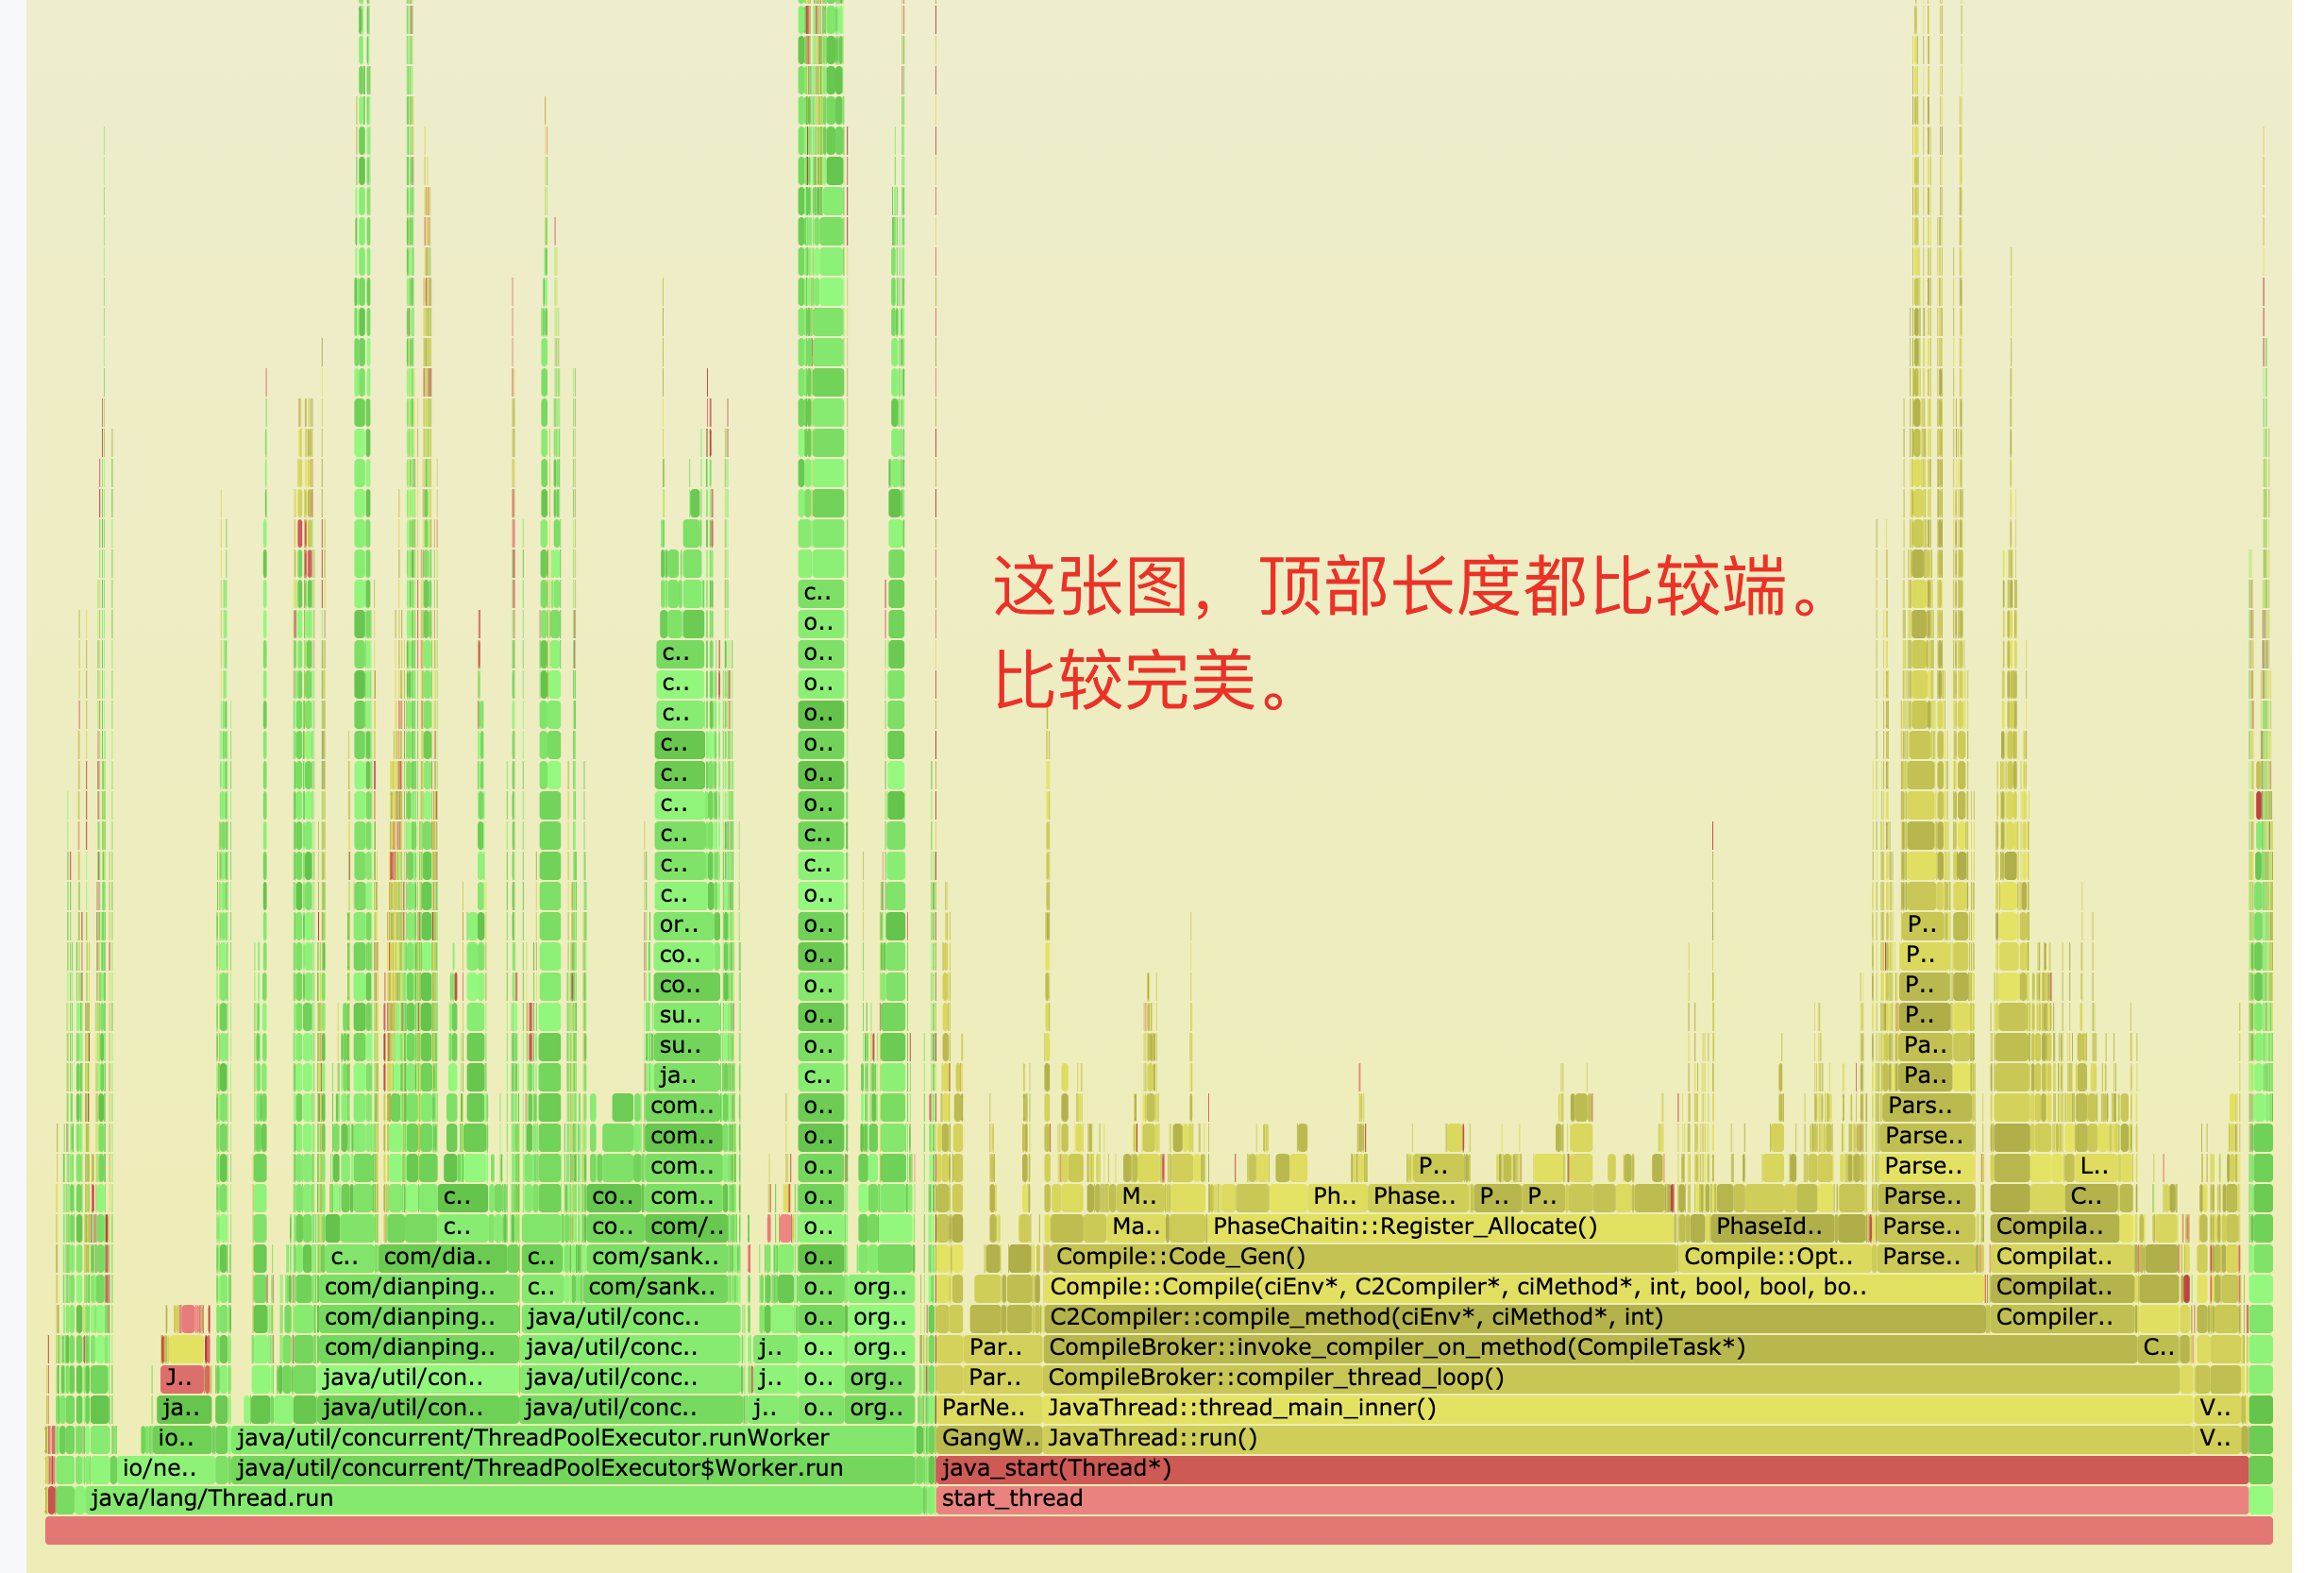 这张图，顶部长度都比较端。
比较完美。
c..
o..
c.. o..
c.. o..
c.. o..
c.. o..
c.. o..
c.. o..
c.. c..
c.. c..
c.. o..
or.. o.. P..
co.. o.. P..
co.. o.. P..
su.. o.. P..
su.. o.. Pa..
ja.. c.. Pa..
com.. o.. Pars..
com.. o.. Parse..
com.. o.. P.. Parse.. L..
c.. co.. com.. o.. M.. Ph.. Phase.. P.. P.. Parse.. C..
c.. co.. com/.. o.. Ma.. PhaseChaitin::Register_Allocate() PhaseId.. Parse.. Compila..
c.. com/dia.. c.. com/sank.. o.. Compile::Code_Gen() Compile::Opt.. Parse.. Compilat..
com/dianping.. c.. com/sank.. o.. org.. Compile::Compile(ciEnv*, C2Compiler*, ciMethod*, int, bool, bool, bo.. Compilat..
com/dianping.. java/util/conc.. o.. org.. C2Compiler::compile_method(ciEnv*, ciMethod*, int) Compiler..
com/dianping.. java/util/conc.. j.. o.. org.. Par.. CompileBroker::invoke_compiler_on_method(CompileTask*) C..
J.. java/util/con.. java/util/conc.. j.. o.. org.. Par.. CompileBroker::compiler_thread_loop()
ja.. java/util/con.. java/util/conc.. j.. o.. org.. ParNe.. JavaThread::thread_main_inner() V..
io.. java/util/concurrent/ThreadPoolExecutor.runWorker GangW.. JavaThread::run() V..
io/ne.. java/util/concurrent/ThreadPoolExecutor$Worker.run java_start(Thread*)
java/lang/Thread.run start_thread